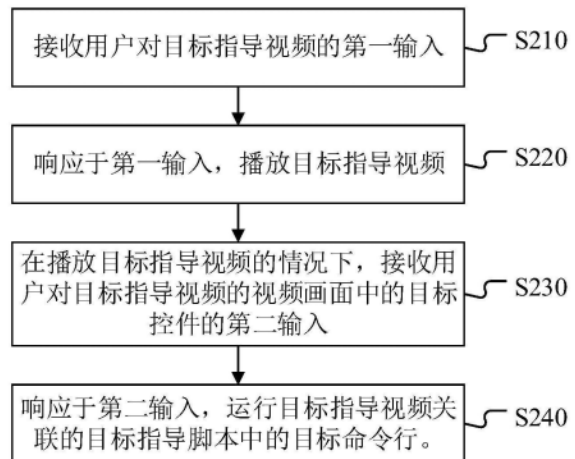 接收用户对目标指导视频的第一输入
S210
响应于第一输入，播放目标指导视频
S220
在播放目标指导视频的情况下，接收用
户对目标指导视频的视频画面中的目标
控件的第二输入
S230
响应于第二输入，运行目标指导视频关
联的目标指导脚本中的目标命令行。
S240